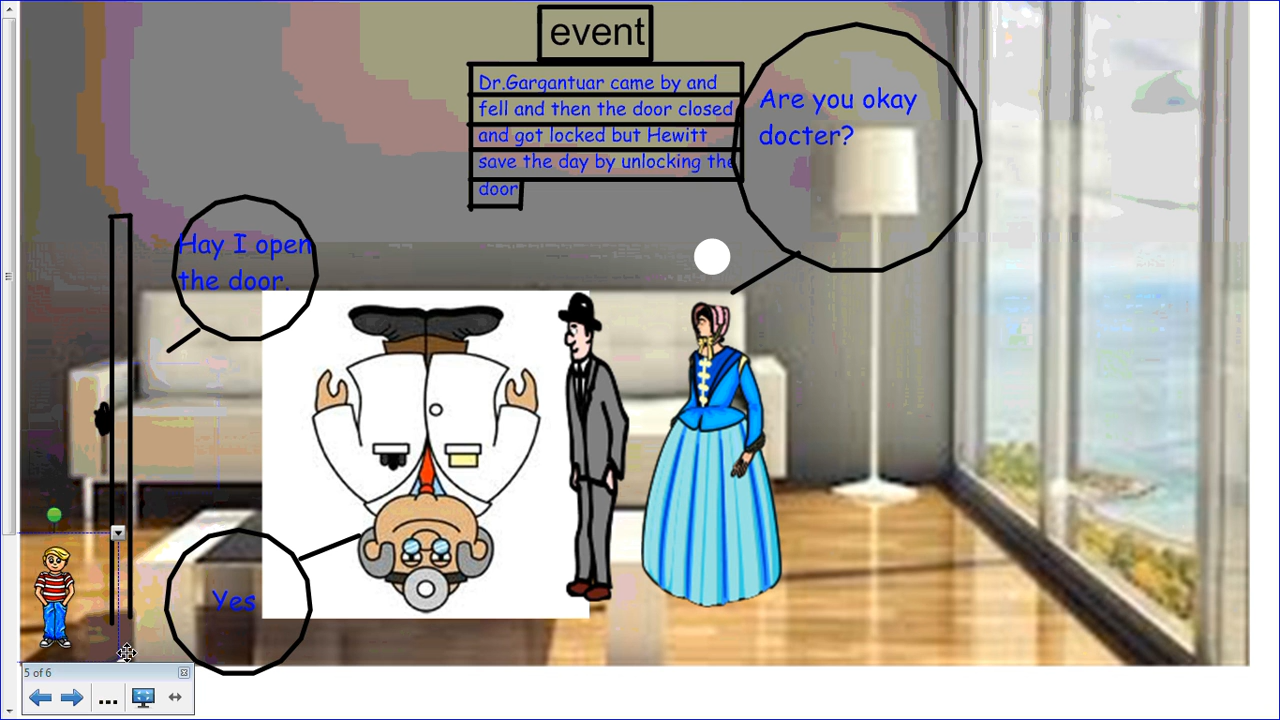 event
Dr.Gargantuar came by and
fell and then the door closed
and got locked but Hewitt
save the day by unlocking the
door
Are you okay
docter?
Hay I open
the door.
Yes
5 of 6
...